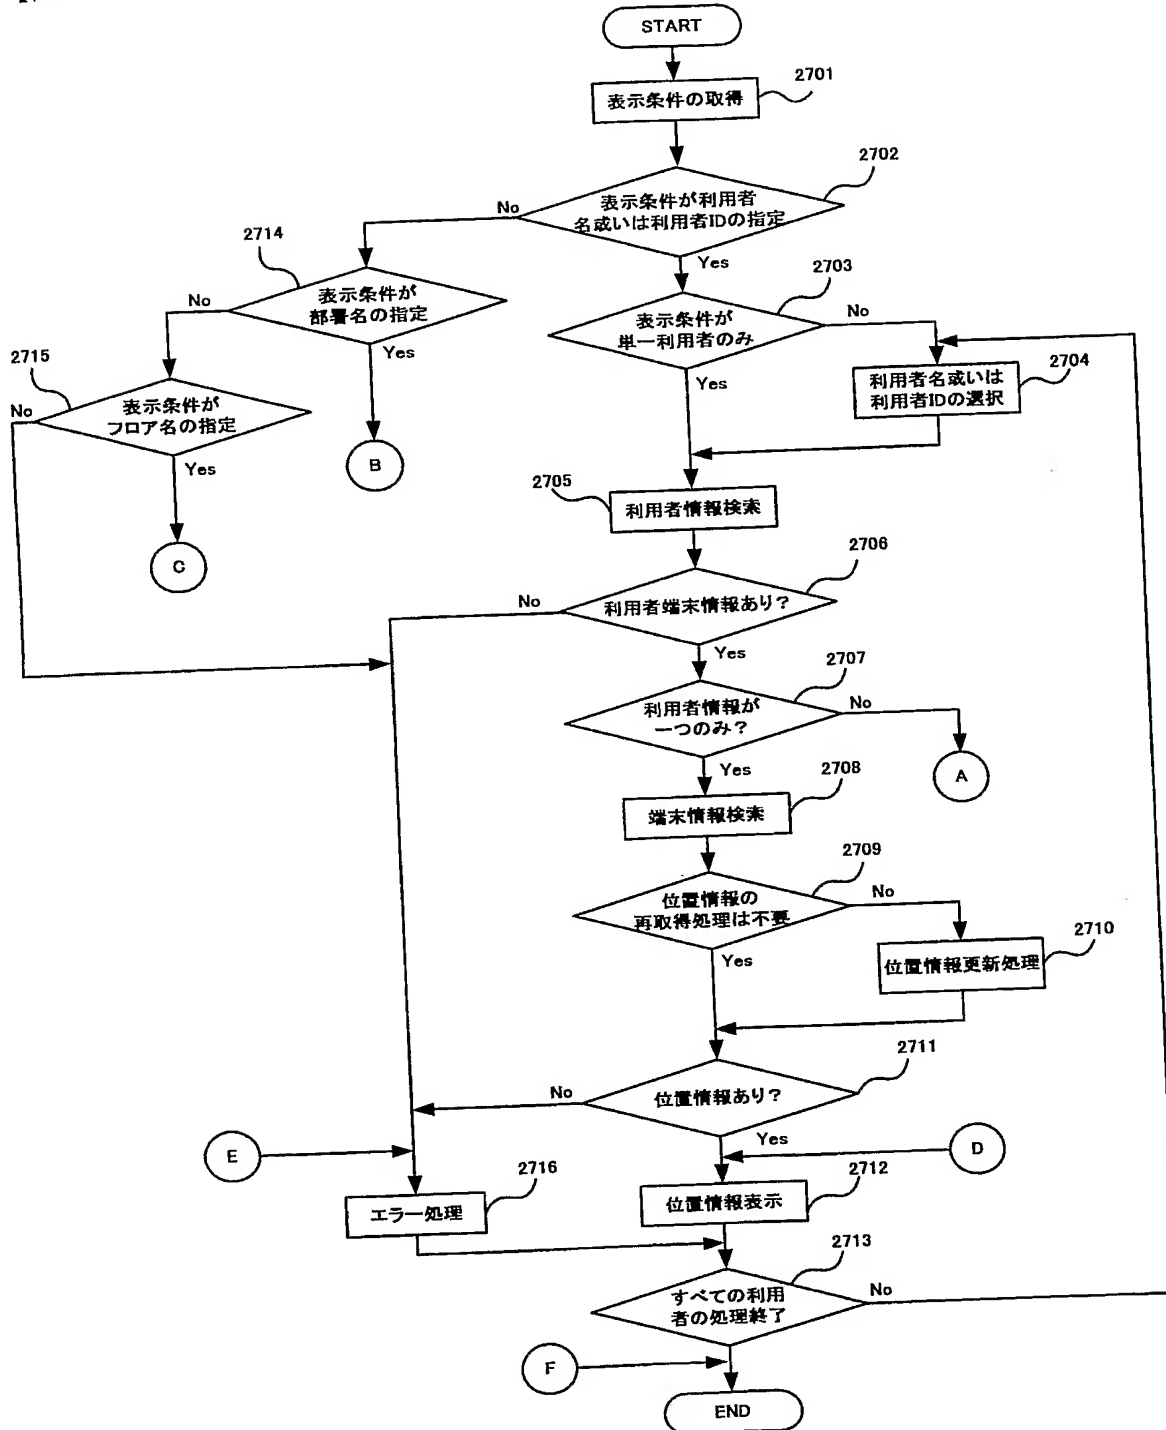 START
2701
表示条件の取得
2702
表示条件が利用者
名或いは利用者IDの指定
No
Yes
2714
表示条件が
部署名の指定
No
Yes
2703
表示条件が
単一利用者のみ
No
Yes
2715
表示条件が
フロア名の指定
No
Yes
2704
利用者名或いは
利用者IDの選択
B
C
2705
利用者情報検索
2706
利用者端末情報あり?
No
Yes
2707
利用者情報が
一つのみ?
No
Yes
A
2708
端末情報検索
2709
位置情報の
再取得処理は不要
No
Yes
2710
位置情報更新処理
2711
位置情報あり?
No
Yes
E
D
2716
エラー処理
2712
位置情報表示
2713
すべての利用
者の処理終了
No
F
END